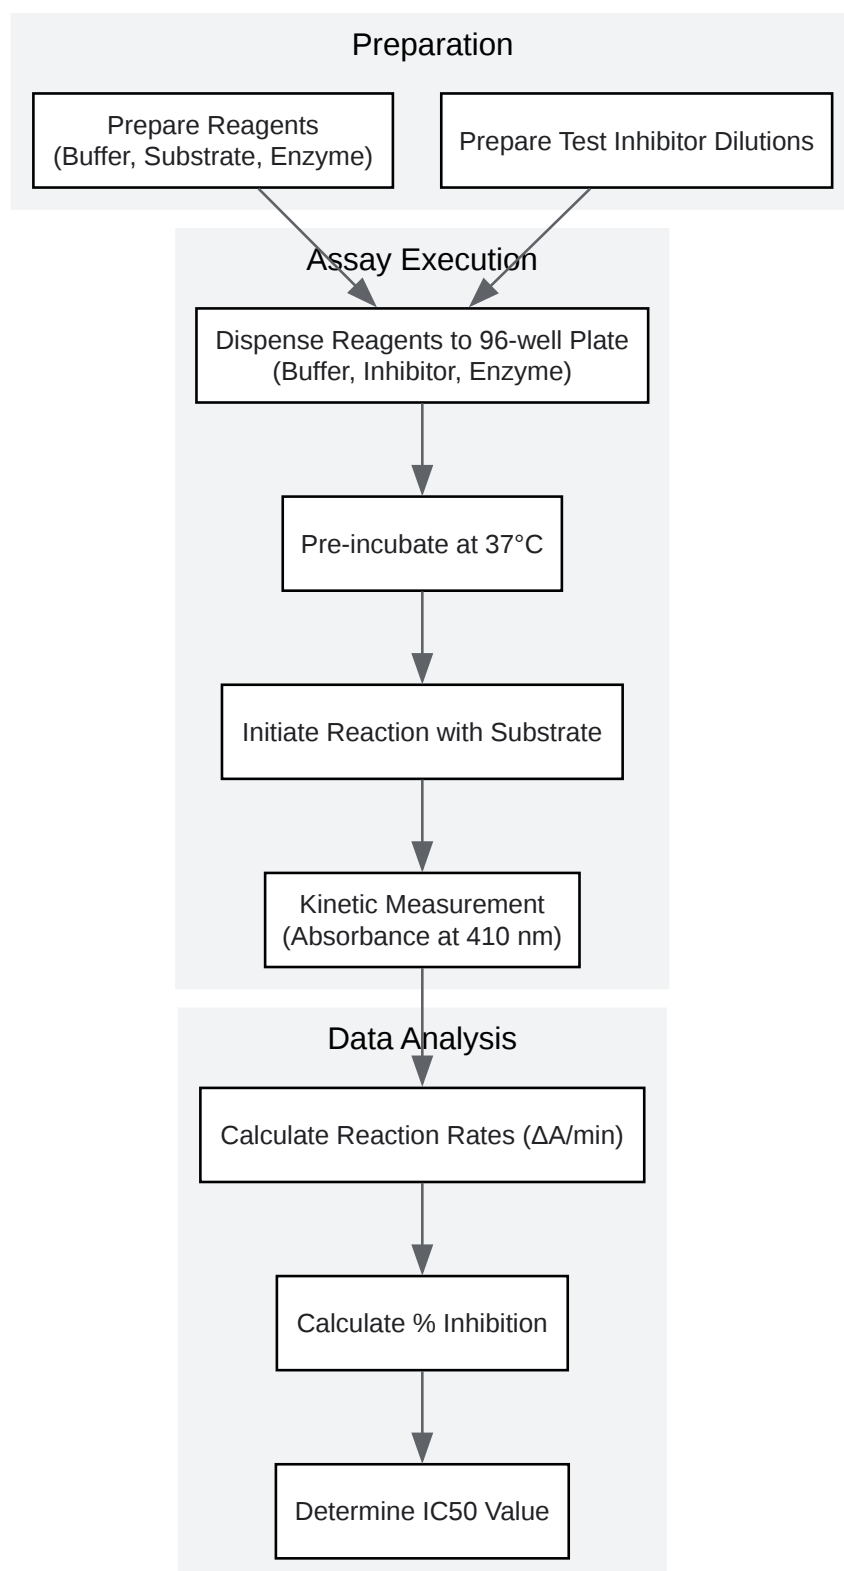 Preparation
Prepare Reagents
(Buffer, Substrate, Enzyme)
Prepare Test Inhibitor Dilutions
Assay Execution
Dispense Reagents to 96-well Plate
(Buffer, Inhibitor, Enzyme)
Pre-incubate at 37°C
Initiate Reaction with Substrate
Kinetic Measurement
(Absorbance at 410 nm)
Data Analysis
Calculate Reaction Rates (ΔA/min)
Calculate % Inhibition
Determine IC50 Value